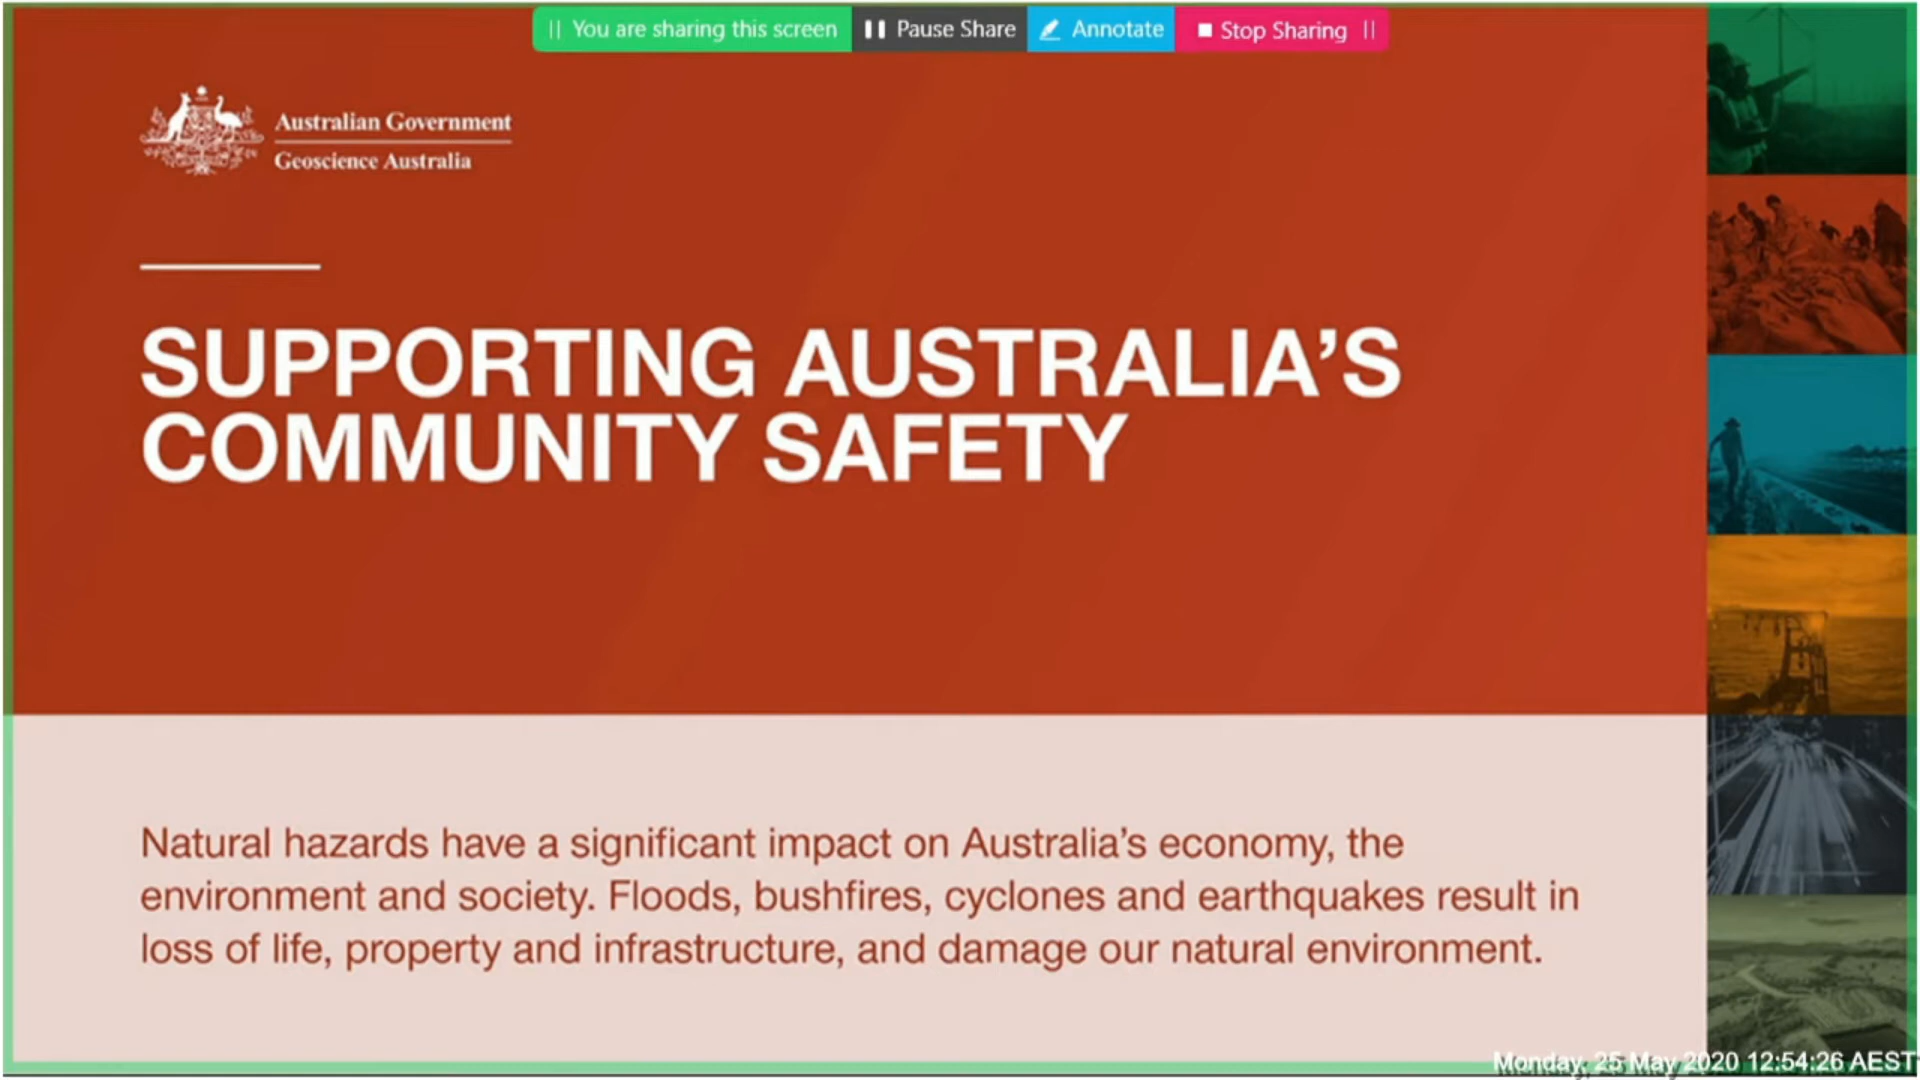 You are sharing this screen
Pause Share
Annotate
Stop Sharing
Australian Government
Geoscience Australia
SUPPORTING AUSTRALIA’S
COMMUNITY SAFETY
Natural hazards have a significant impact on Australia’s economy, the
environment and society. Floods, bushfires, cyclones and earthquakes result in
loss of life, property and infrastructure, and damage our natural environment.
Monday, 25 May 2020 12:54:26 AEST